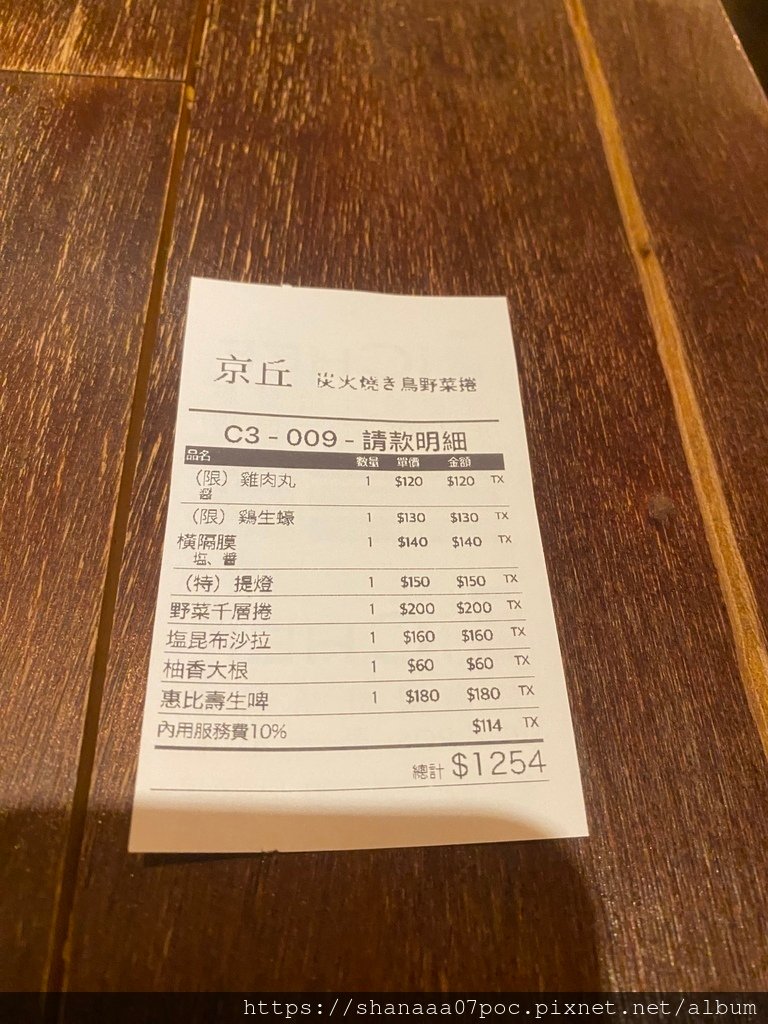 京丘 炭火燒き鳥野菜捲
C3-009-請款明細
品名 數量 單價 金額
（限）雞肉丸 1 $120 $120 TX
醬
（限）鶏生蠔 1 $130 $130 TX
橫隔膜 1 $140 $140 TX
塩、醬
（特）提燈 1 $150 $150 TX
野菜千層捲 1 $200 $200 TX
塩昆布沙拉 1 $160 $160 TX
柚香大根 1 $60 $60 TX
惠比壽生啤 1 $180 $180 TX
內用服務費10% $114 TX
總計 $1254
https://shanaaa07poc.pixnet.net/album